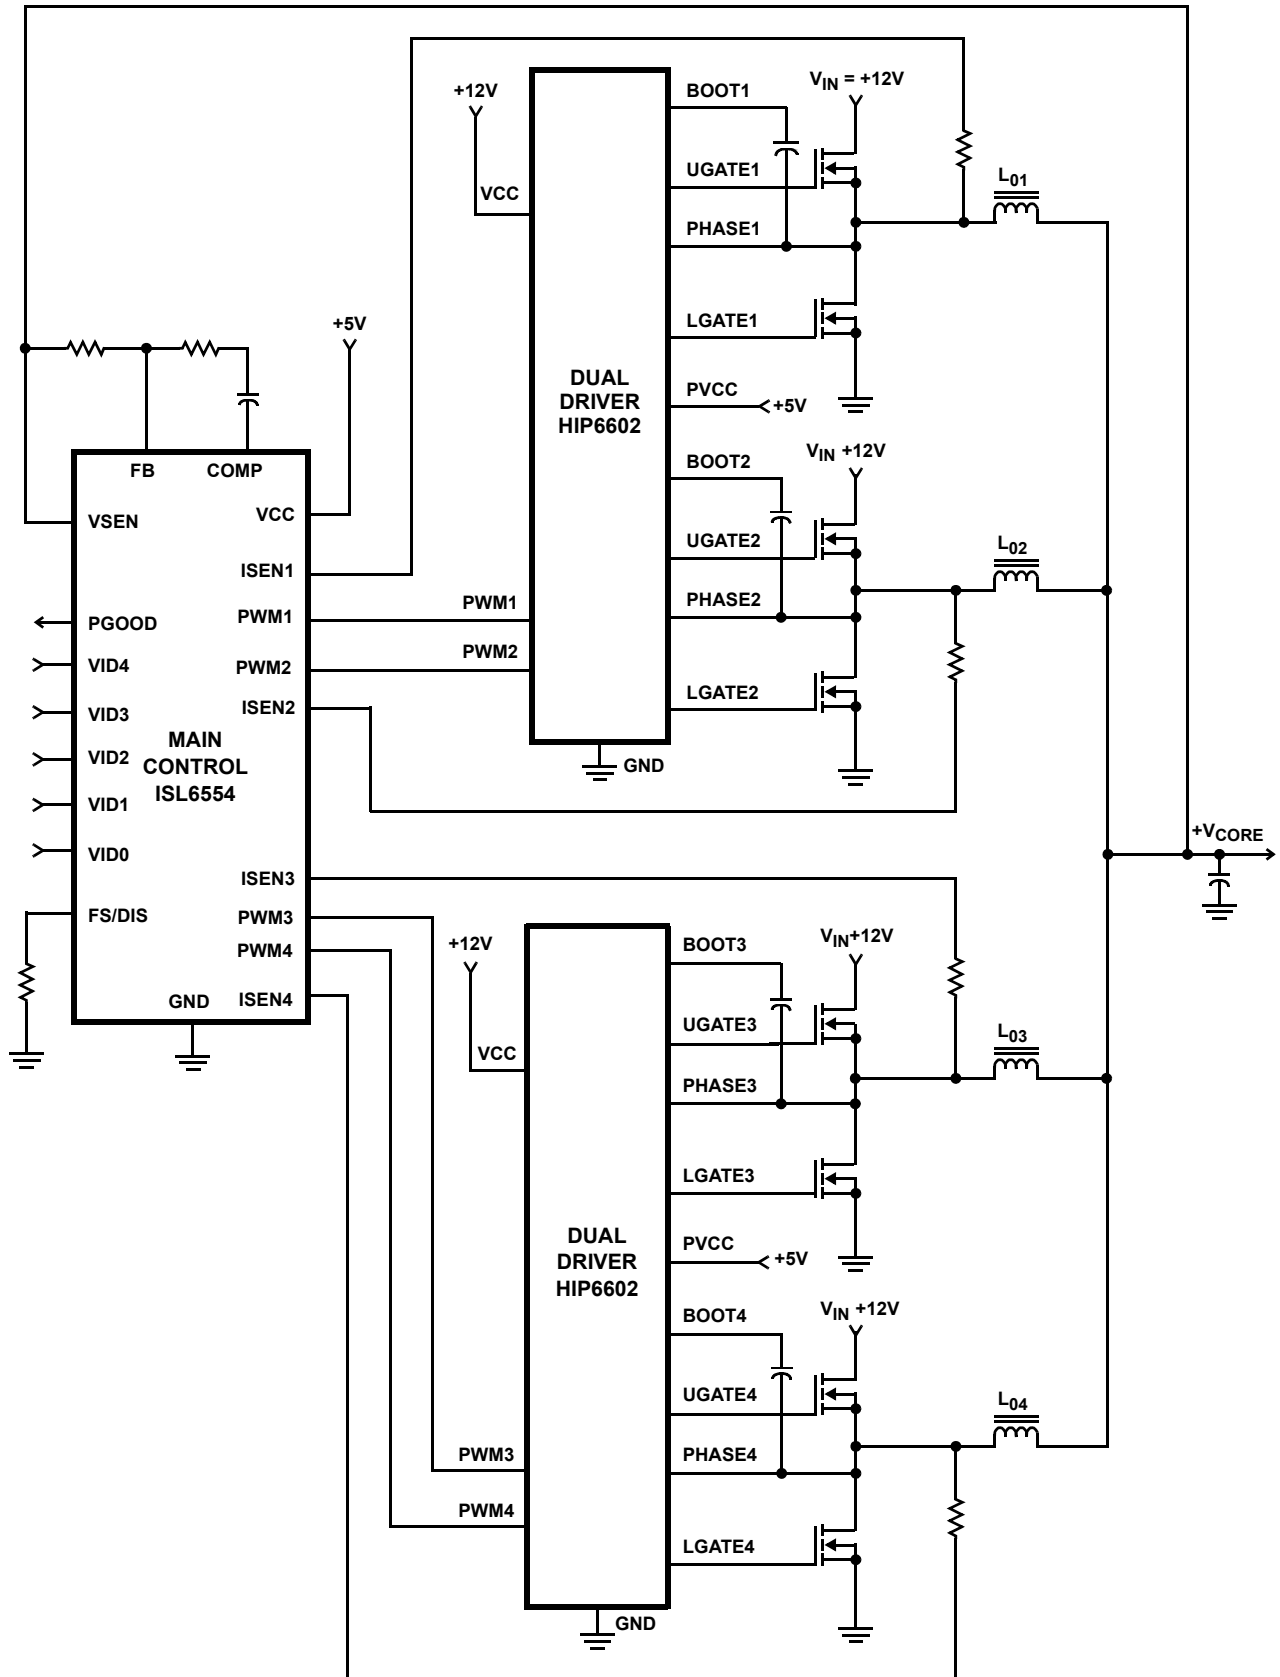 +12V
BOOT1
VIN = +12V
UGATE1
VCC
L01
PHASE1
LGATE1
+5V
DUAL
DRIVER
HIP6602
PVCC
+5V
BOOT2
VIN +12V
UGATE2
L02
PHASE2
LGATE2
GND
PWM1
PWM2
FB
COMP
VSEN
VCC
ISEN1
PGOOD
PWM1
VID4
PWM2
VID3
ISEN2
MAIN
CONTROL
ISL6554
VID2
VID1
VID0
ISEN3
FS/DIS
PWM3
PWM4
GND
ISEN4
+VCORE
+12V
BOOT3
VIN+12V
UGATE3
VCC
L03
PHASE3
LGATE3
DUAL
DRIVER
HIP6602
PVCC
+5V
BOOT4
VIN +12V
UGATE4
L04
PHASE4
PWM3
PWM4
LGATE4
GND